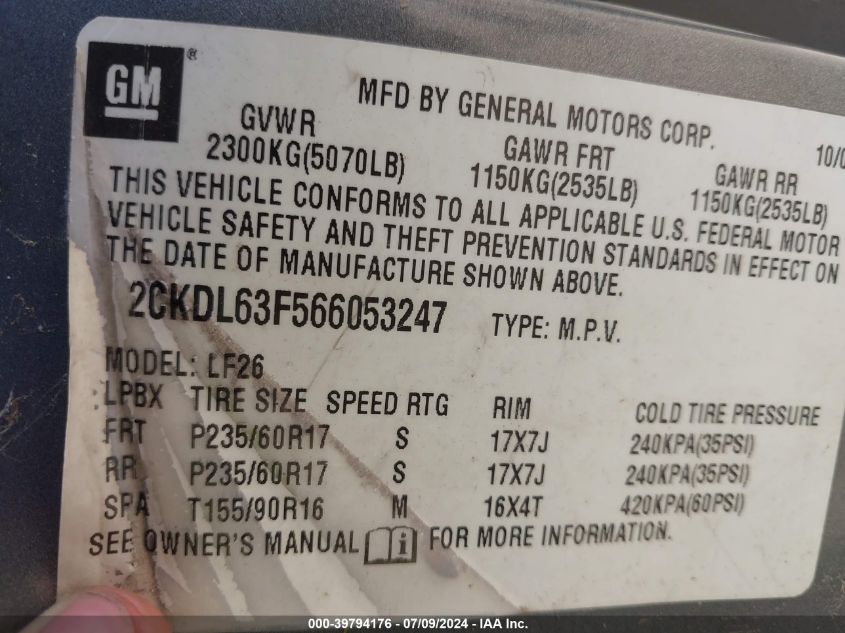 GM ®
MFD BY GENERAL MOTORS CORP.
10/0
GVWR
2300KG(5070LB)
GAWR FRT
1150KG(2535LB)
GAWR RR
1150KG(2535LB)
THIS VEHICLE CONFORMS TO ALL APPLICABLE U.S. FEDERAL MOTOR
VEHICLE SAFETY AND THEFT PREVENTION STANDARDS IN EFFECT ON
THE DATE OF MANUFACTURE SHOWN ABOVE.
2CKDL63F566053247 TYPE: M.P.V.
MODEL: LF26
LPBX TIRE SIZE SPEED RTG RIM COLD TIRE PRESSURE
FRT P235/60R17 S 17X7J 240KPA(35PSI)
RR P235/60R17 S 17X7J 240KPA(35PSI)
SPA T155/90R16 M 16X4T 420KPA(60PSI)
SEE OWNER'S MANUAL i FOR MORE INFORMATION.
000-39794176 - 07/09/2024 - IAA Inc.